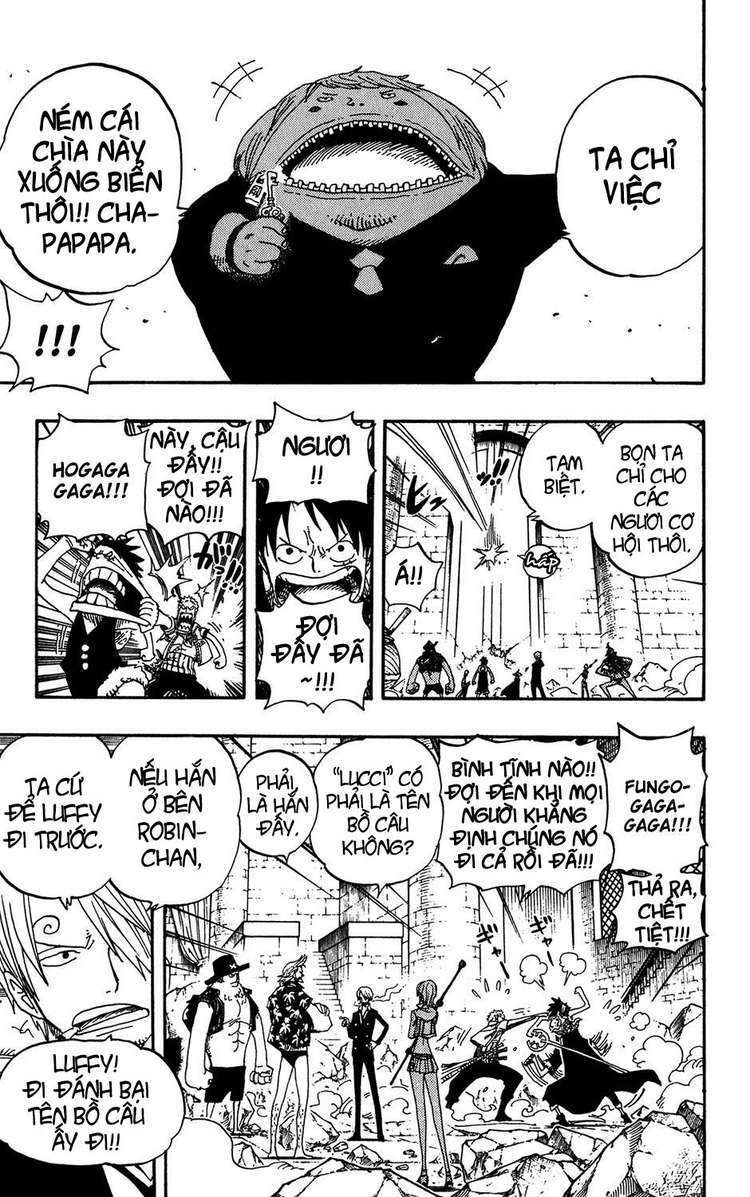 TA CHỈ
VIỆC
NÉM CÁI
CHÌA NÀY
XUỐNG BIỂN
THÔI!! CHA-
PAPAPA.
!!!
BỌN TA
CHỈ CHO
CÁC
NGƯƠI CƠ
HỘI THÔI.
TẠM
BIỆT.
HẤP
Á!!
NGƯƠI
!!
ĐỢI
ĐẤY ĐÃ
~!!!
NÀY, CẬU
ĐẤY!!
ĐỢI ĐÃ
NÀO!!!
HOGAGA
GAGA!!!
FUNGO-
GAGA-
GAGA!!!
THẢ RA,
CHẾT
TIỆT!!!
BÌNH TĨNH NÀO!!
ĐỢI ĐẾN KHI MỌI
NGƯỜI KHẲNG
ĐỊNH CHÚNG NÓ
ĐI CẢ RỒI ĐÃ!!!
"LUCCI" CÓ
PHẢI LÀ TÊN
BỒ CÂU
KHÔNG?
PHẢI
LÀ HẮN
ĐẤY.
NẾU HẮN
Ở BÊN
ROBIN-
CHAN,
TA CỨ
ĐỂ LUFFY
ĐI TRƯỚC.
LUFFY!
ĐI ĐÁNH BẠI
TÊN BỒ CÂU
ẤY ĐI!!